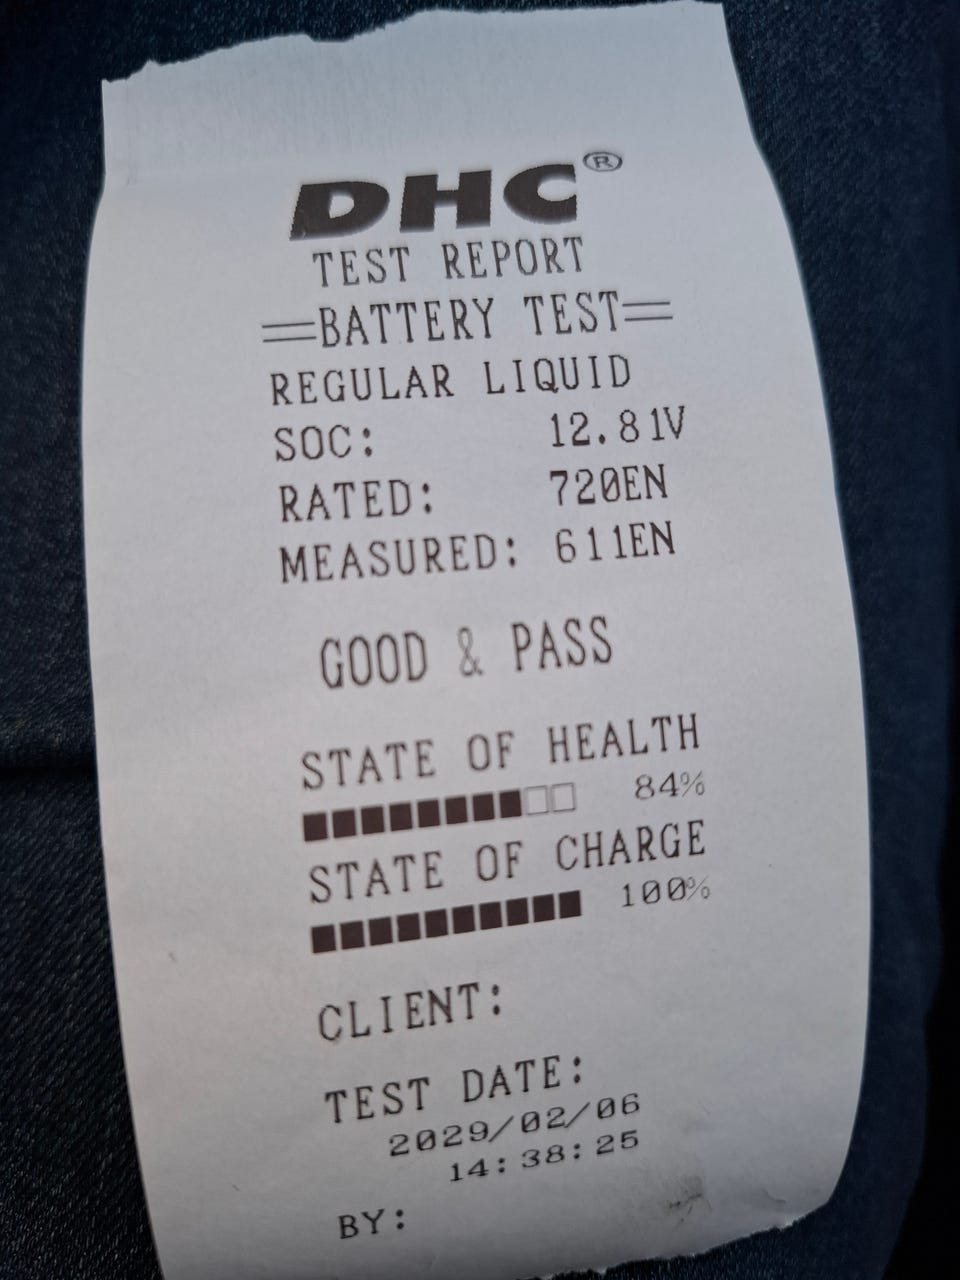 DHC®
TEST REPORT
=BATTERY TEST=
REGULAR LIQUID
SOC: 12.81V
RATED: 720EN
MEASURED: 611EN
GOOD & PASS
STATE OF HEALTH
84%
STATE OF CHARGE
100%
CLIENT:
TEST DATE:
2029/02/06
14:38:25
BY: